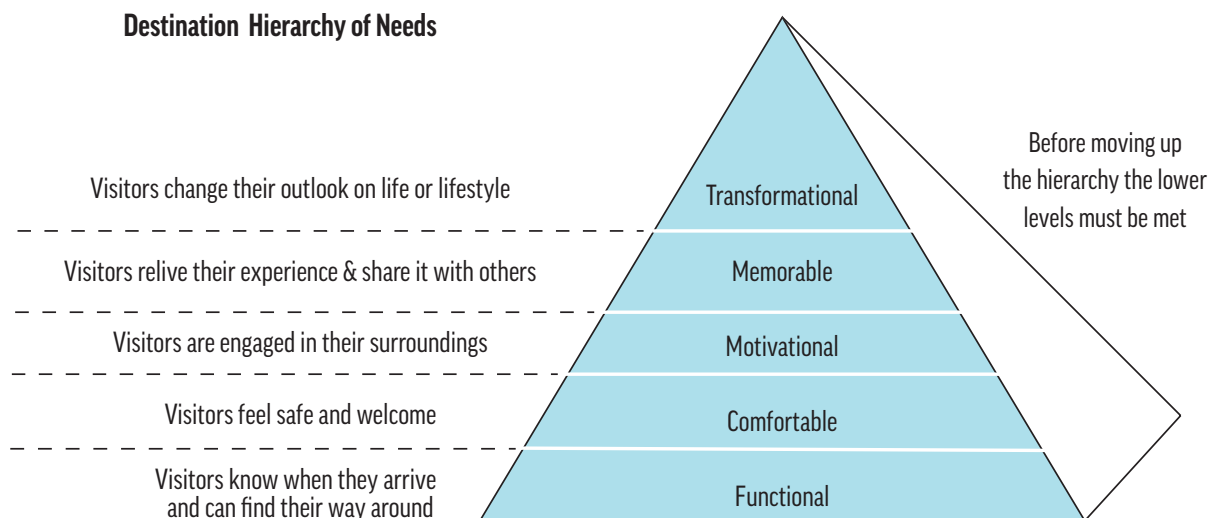 Destination Hierarchy of Needs
Before moving up
the hierarchy the lower
levels must be met
Visitors change their outlook on life or lifestyle
Transformational
Visitors relive their experience & share it with others
Memorable
Visitors are engaged in their surroundings
Motivational
Visitors feel safe and welcome
Comfortable
Visitors know when they arrive
and can find their way around
Functional